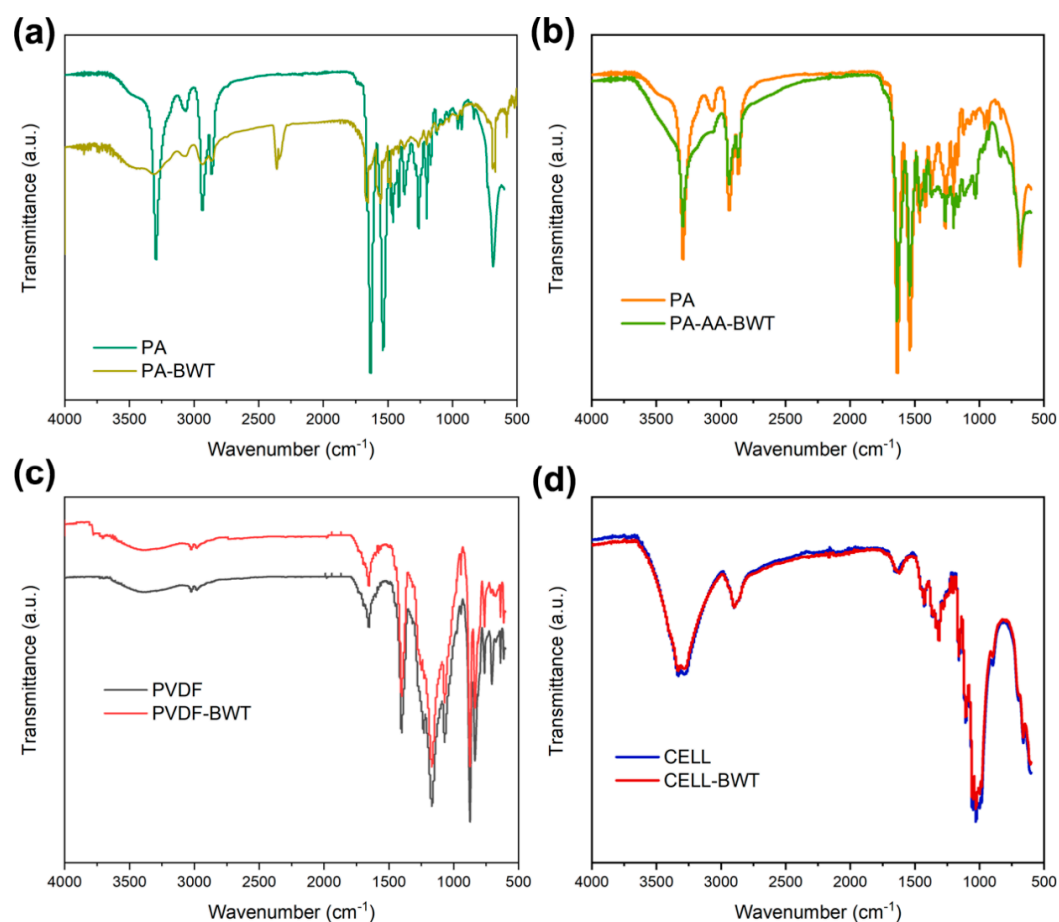 (a)
Transmittance (a.u.)
PA
PA-BWT
4000 3500 3000 2500 2000 1500 1000 500
Wavenumber (cm⁻¹)
(b)
Transmittance (a.u.)
PA
PA-AA-BWT
4000 3500 3000 2500 2000 1500 1000 500
Wavenumber (cm⁻¹)
(c)
Transmittance (a.u.)
PVDF
PVDF-BWT
4000 3500 3000 2500 2000 1500 1000 500
Wavenumber (cm⁻¹)
(d)
Transmittance (a.u.)
CELL
CELL-BWT
4000 3500 3000 2500 2000 1500 1000 500
Wavenumber (cm⁻¹)